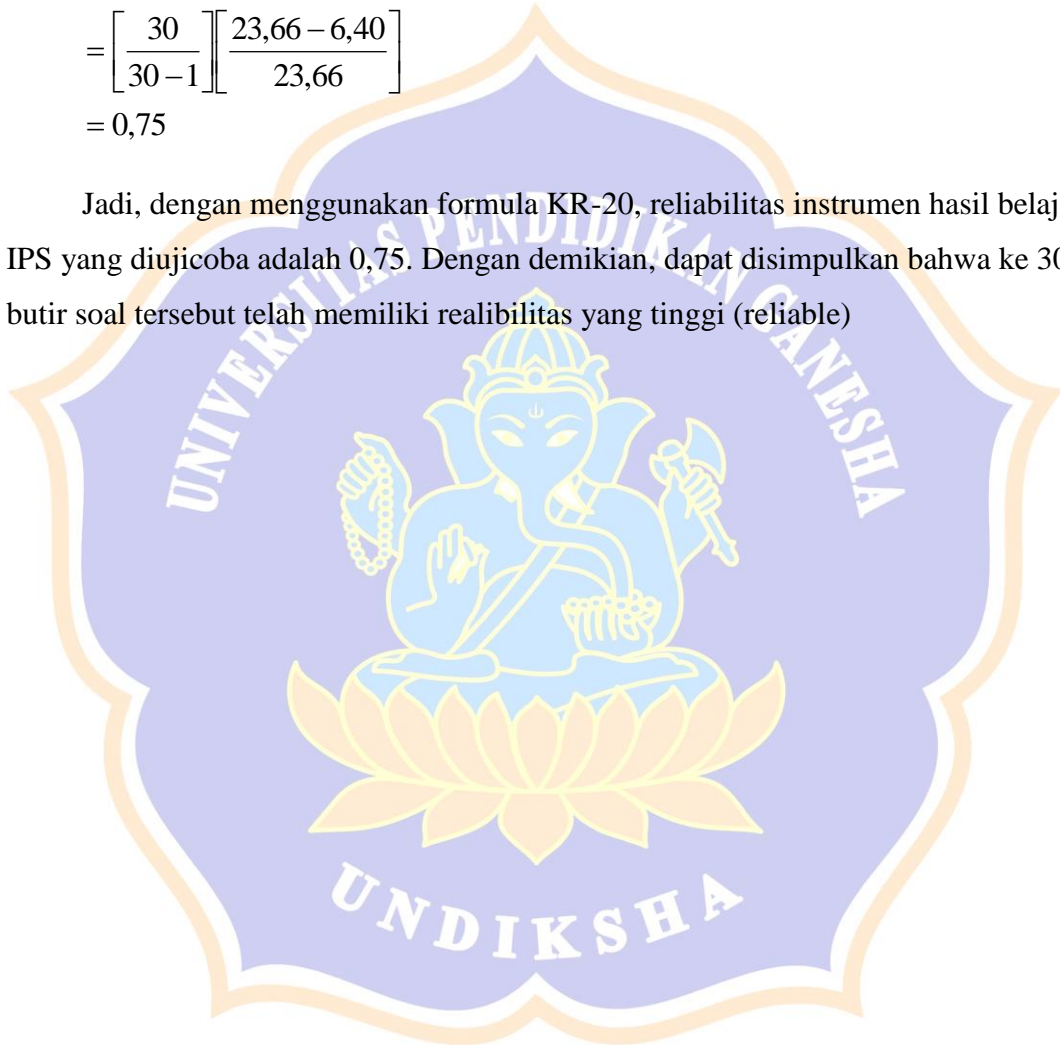 = [30 / 30 − 1] [23,66 − 6,40 / 23,66]
= 0,75
Jadi, dengan menggunakan formula KR-20, reliabilitas instrumen hasil belaj
IPS yang diujicoba adalah 0,75. Dengan demikian, dapat disimpulkan bahwa ke 30
butir soal tersebut telah memiliki realibilitas yang tinggi (reliable)
UNIVERSITAS PENDIDIKAN GANESHA
UNDIKSHA